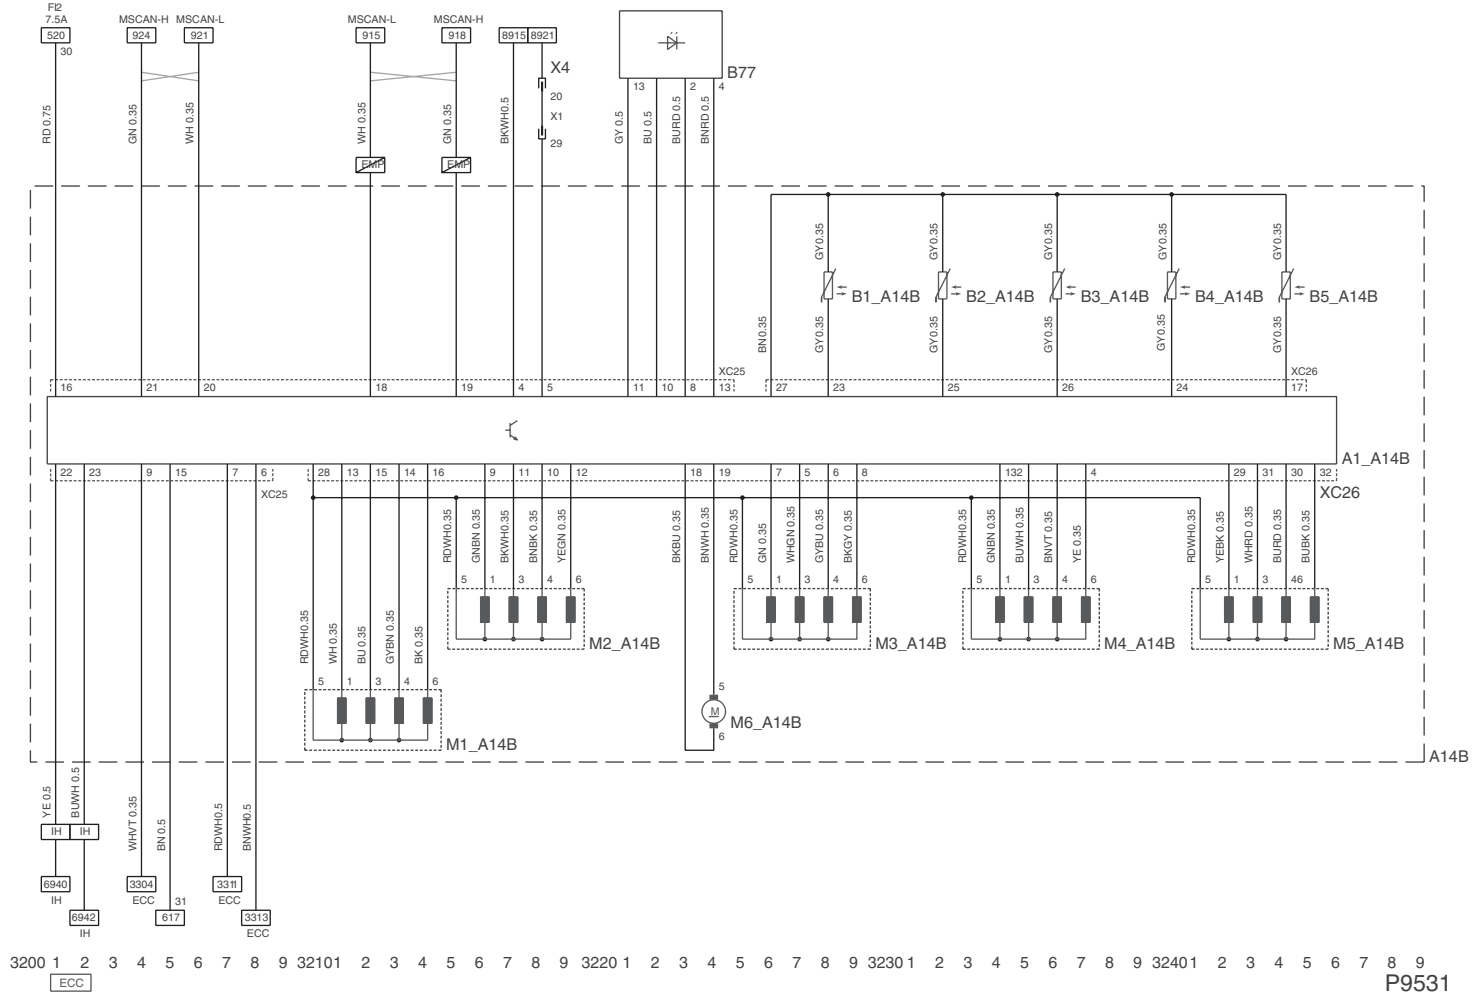 FI2
7.5A
MSCAN-H MSCAN-L MSCAN-L MSCAN-H
520 924 921 915 918 8915 8921
30
X4
20
X1
29
B77
13 2 4
RD 0.75
GN 0.35
WH 0.35
WH 0.35
GN 0.35
BKWH0.5
GY 0.5
BU 0.5
BURD 0.5
BNRD 0.5
EMP EMP
GY0.35 GY0.35 GY0.35 GY0.35 GY0.35
B1_A14B B2_A14B B3_A14B B4_A14B B5_A14B
BN0.35 GY0.35 GY0.35 GY0.35 GY0.35 GY0.35
XC25 XC26
16 21 20 18 19 4 5 11 10 8 13 27 23 25 26 24 17
A1_A14B
22 23 9 15 7 6 28 13 15 14 16 9 11 10 12 18 19 7 5 6 8 132 4 29 31 30 32
XC25 XC26
RDWH0.35 GNBN 0.35 BKWH0.35 BNBK 0.35 YEGN 0.35
BKBU 0.35 BNWH 0.35
RDWH0.35 GN 0.35 WHGN 0.35 GYBU 0.35 BKGY 0.35
RDWH0.35 GNBN 0.35 BUWH 0.35 BNVT 0.35 YE 0.35
RDWH0.35 YEBK 0.35 WHRD 0.35 BURD 0.35 BUBK 0.35
5 1 3 4 6 5 1 3 4 6 5 1 3 4 6 5 1 3 46
M2_A14B M3_A14B M4_A14B M5_A14B
RDWH0.35 WH 0.35 BU 0.35 GYBN 0.35 BK 0.35
5 1 3 4 6
M1_A14B
5
M
M6_A14B
6
A14B
YE 0.5 BUWH 0.5 WHVT 0.35 BN 0.5 RDWH0.5 BNWH0.5
IH IH
6940 3304 3311
IH ECC ECC
31
6942 617 3313
IH ECC
3200 1 2 3 4 5 6 7 8 9 32101 2 3 4 5 6 7 8 9 3220 1 2 3 4 5 6 7 8 9 3230 1 2 3 4 5 6 7 8 9 32401 2 3 4 5 6 7 8 9
ECC
P9531